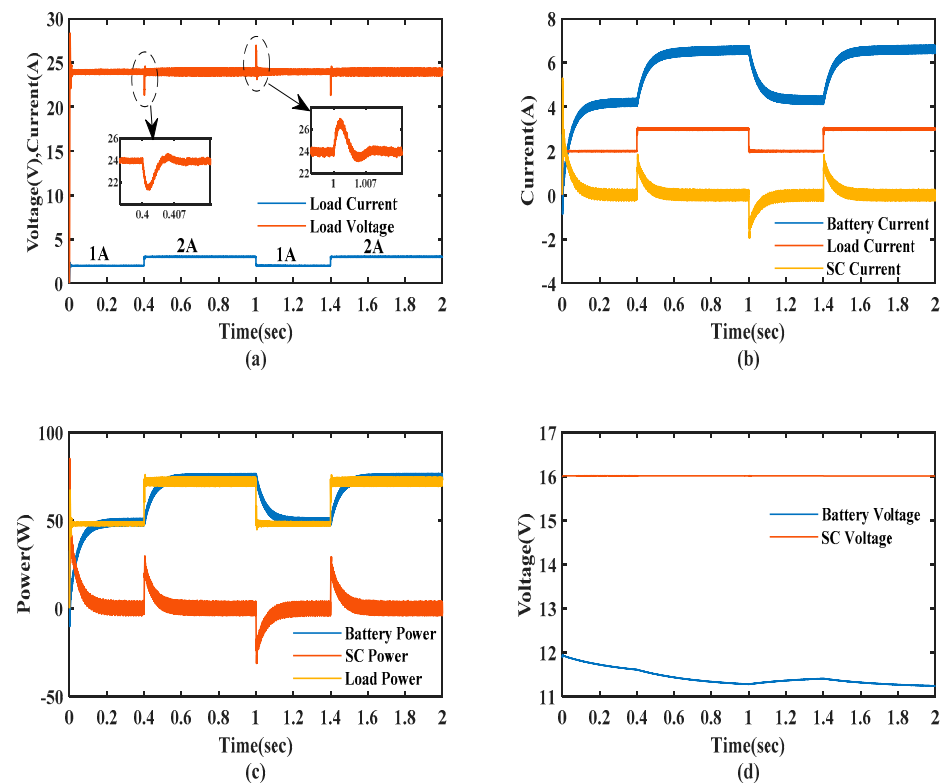 30
25
20
15
10
5
0
Voltage(V),Current(A)
26
24
22
0.4 0.407
26
24
22
1 1.007
Load Current
Load Voltage
1A 2A 1A 2A
0 0.2 0.4 0.6 0.8 1 1.2 1.4 1.6 1.8 2
Time(sec)
(a)
8
6
4
2
0
-2
-4
Current(A)
Battery Current
Load Current
SC Current
0 0.2 0.4 0.6 0.8 1 1.2 1.4 1.6 1.8 2
Time(sec)
(b)
100
50
0
-50
Power(W)
Battery Power
SC Power
Load Power
0 0.2 0.4 0.6 0.8 1 1.2 1.4 1.6 1.8 2
Time(sec)
(c)
17
16
15
14
13
12
11
Voltage(V)
Battery Voltage
SC Voltage
0 0.2 0.4 0.6 0.8 1 1.2 1.4 1.6 1.8 2
Time(sec)
(d)